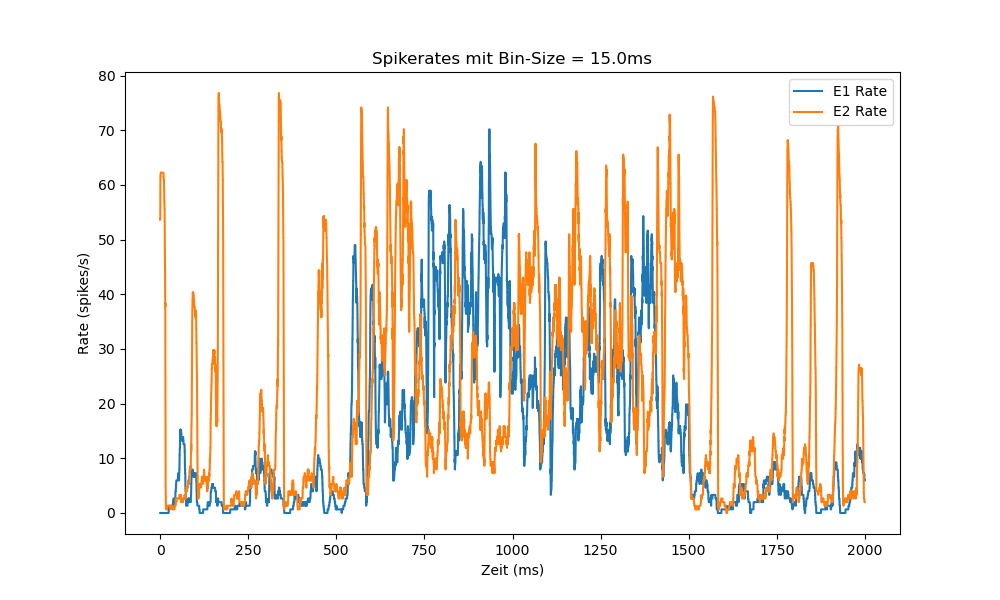 Spikerates mit Bin-Size = 15.0ms
E1 Rate
E2 Rate
80
70
60
50
40
30
20
10
0
Rate (spikes/s)
0 250 500 750 1000 1250 1500 1750 2000
Zeit (ms)